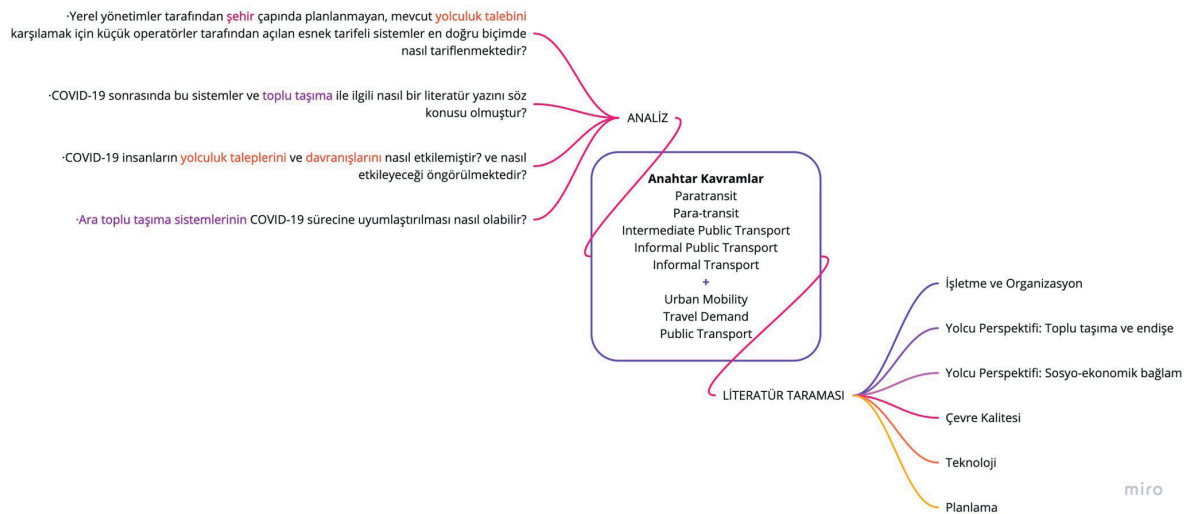 ·Yerel yönetimler tarafından şehir çapında planlanmayan, mevcut yolculuk talebini
karşılamak için küçük operatörler tarafından açılan esnek tarifeli sistemler en doğru biçimde
nasıl tariflenmektedir?
·COVID-19 sonrasında bu sistemler ve toplu taşıma ile ilgili nasıl bir literatür yazını söz
konusu olmuştur?
·COVID-19 insanların yolculuk taleplerini ve davranışlarını nasıl etkilemiştir? ve nasıl
etkileyeceği öngörülmektedir?
·Ara toplu taşıma sistemlerinin COVID-19 sürecine uyumlaştırılması nasıl olabilir?
ANALİZ
Anahtar Kavramlar
Paratransit
Para-transit
Intermediate Public Transport
Informal Public Transport
Informal Transport
+
Urban Mobility
Travel Demand
Public Transport
LİTERATÜR TARAMASI
İşletme ve Organizasyon
Yolcu Perspektifi: Toplu taşıma ve endişe
Yolcu Perspektifi: Sosyo-ekonomik bağlam
Çevre Kalitesi
Teknoloji
Planlama
miro